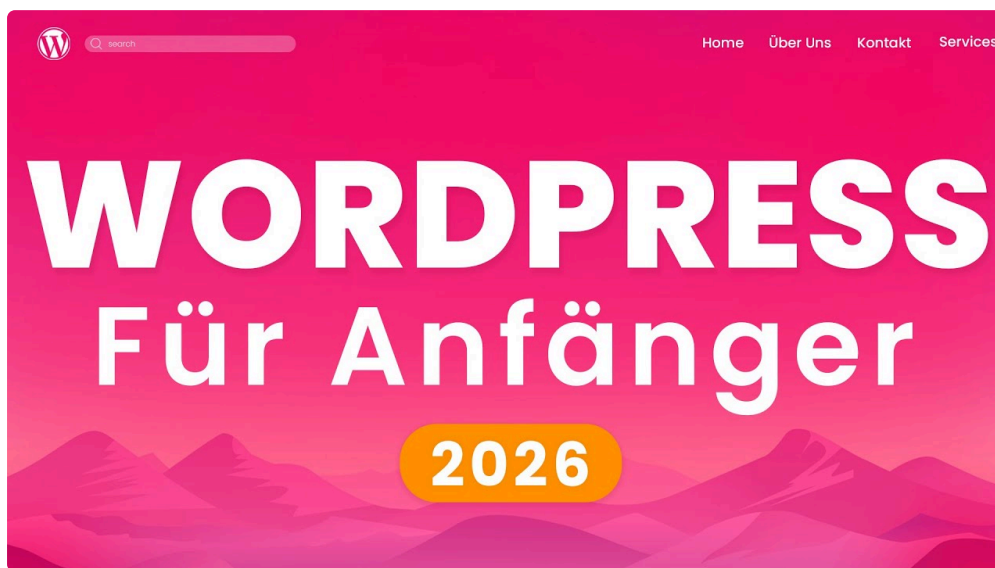 search
Home Über Uns Kontakt Services
WORDPRESS
Für Anfänger
2026